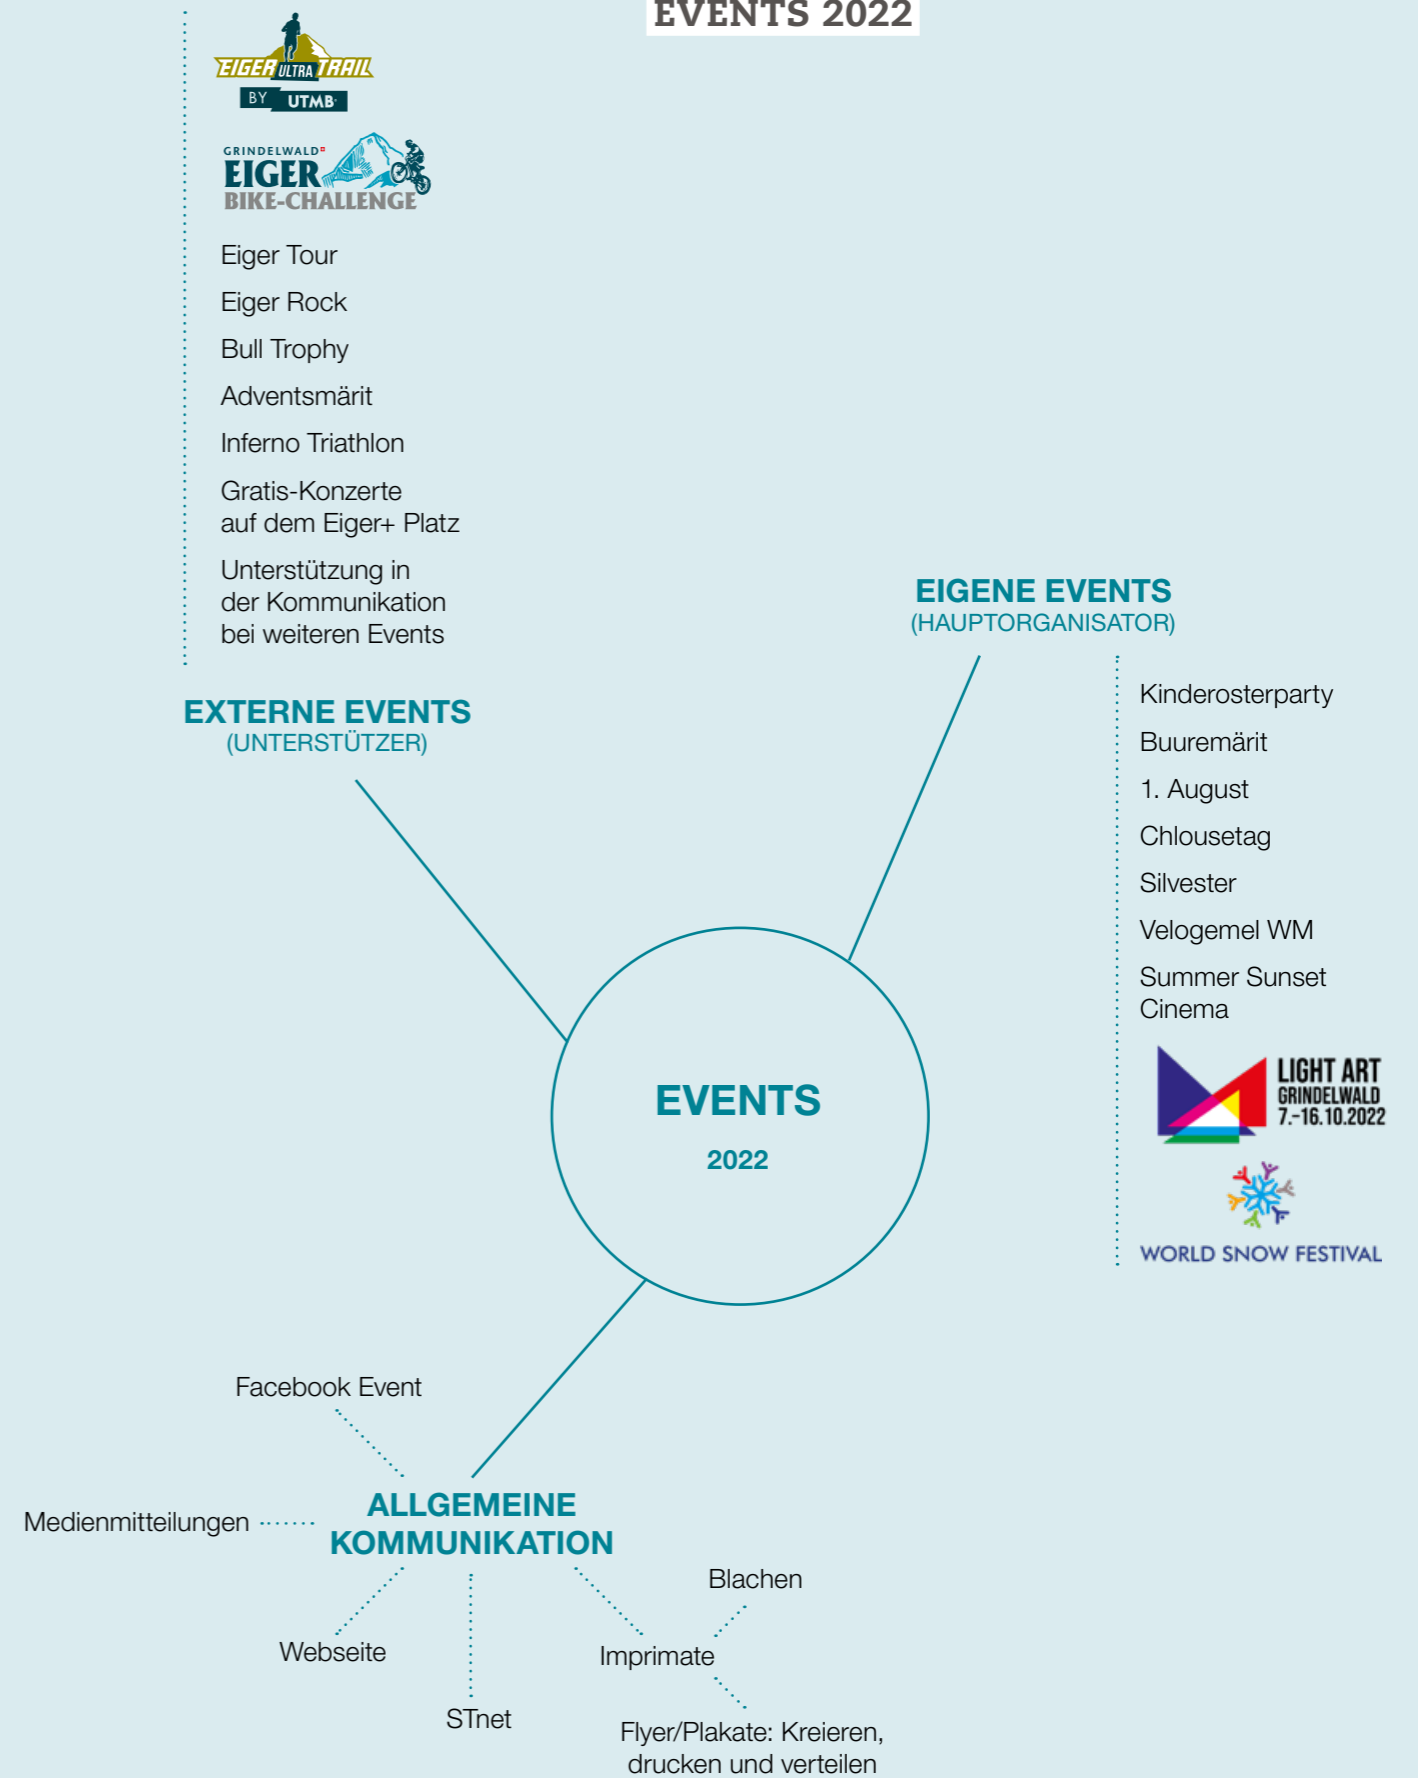 EVENTS 2022
EIGER ULTRA TRAIL
BY UTMB
GRINDELWALD
EIGER
BIKE-CHALLENGE
Eiger Tour
Eiger Rock
Bull Trophy
Adventsmärit
Inferno Triathlon
Gratis-Konzerte
auf dem Eiger+ Platz
Unterstützung in
der Kommunikation
bei weiteren Events
EXTERNE EVENTS
(UNTERSTÜTZER)
EIGENE EVENTS
(HAUPTORGANISATOR)
Kinderosterparty
Buuremärit
1. August
Chlousetag
Silvester
Velogemel WM
Summer Sunset
Cinema
LIGHT ART
GRINDELWALD
7.-16.10.2022
WORLD SNOW FESTIVAL
EVENTS
2022
Facebook Event
Medienmitteilungen
ALLGEMEINE
KOMMUNIKATION
Webseite
STnet
Imprimate
Blachen
Flyer/Plakate: Kreieren,
drucken und verteilen